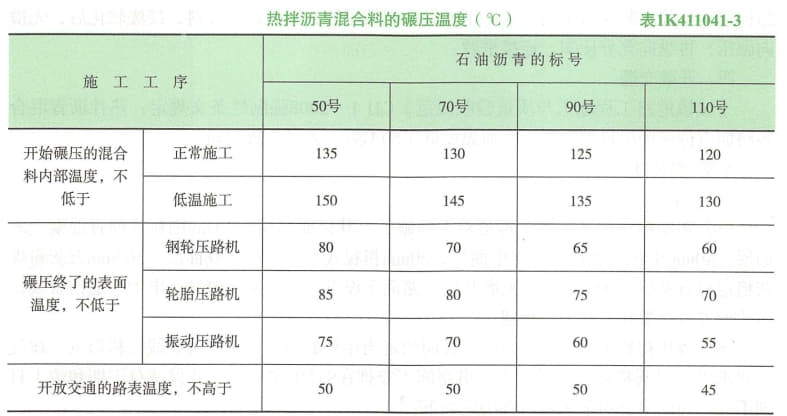 热拌沥青混合料的碾压温度（℃） 表1K411041-3
施工工序 石油沥青的标号
50号 70号 90号 110号
开始碾压的混合料内部温度，不低于 正常施工 135 130 125 120
低温施工 150 145 135 130
碾压终了的表面温度，不低于 钢轮压路机 80 70 65 60
轮胎压路机 85 80 75 70
振动压路机 75 70 60 55
开放交通的路表温度，不高于 50 50 50 45